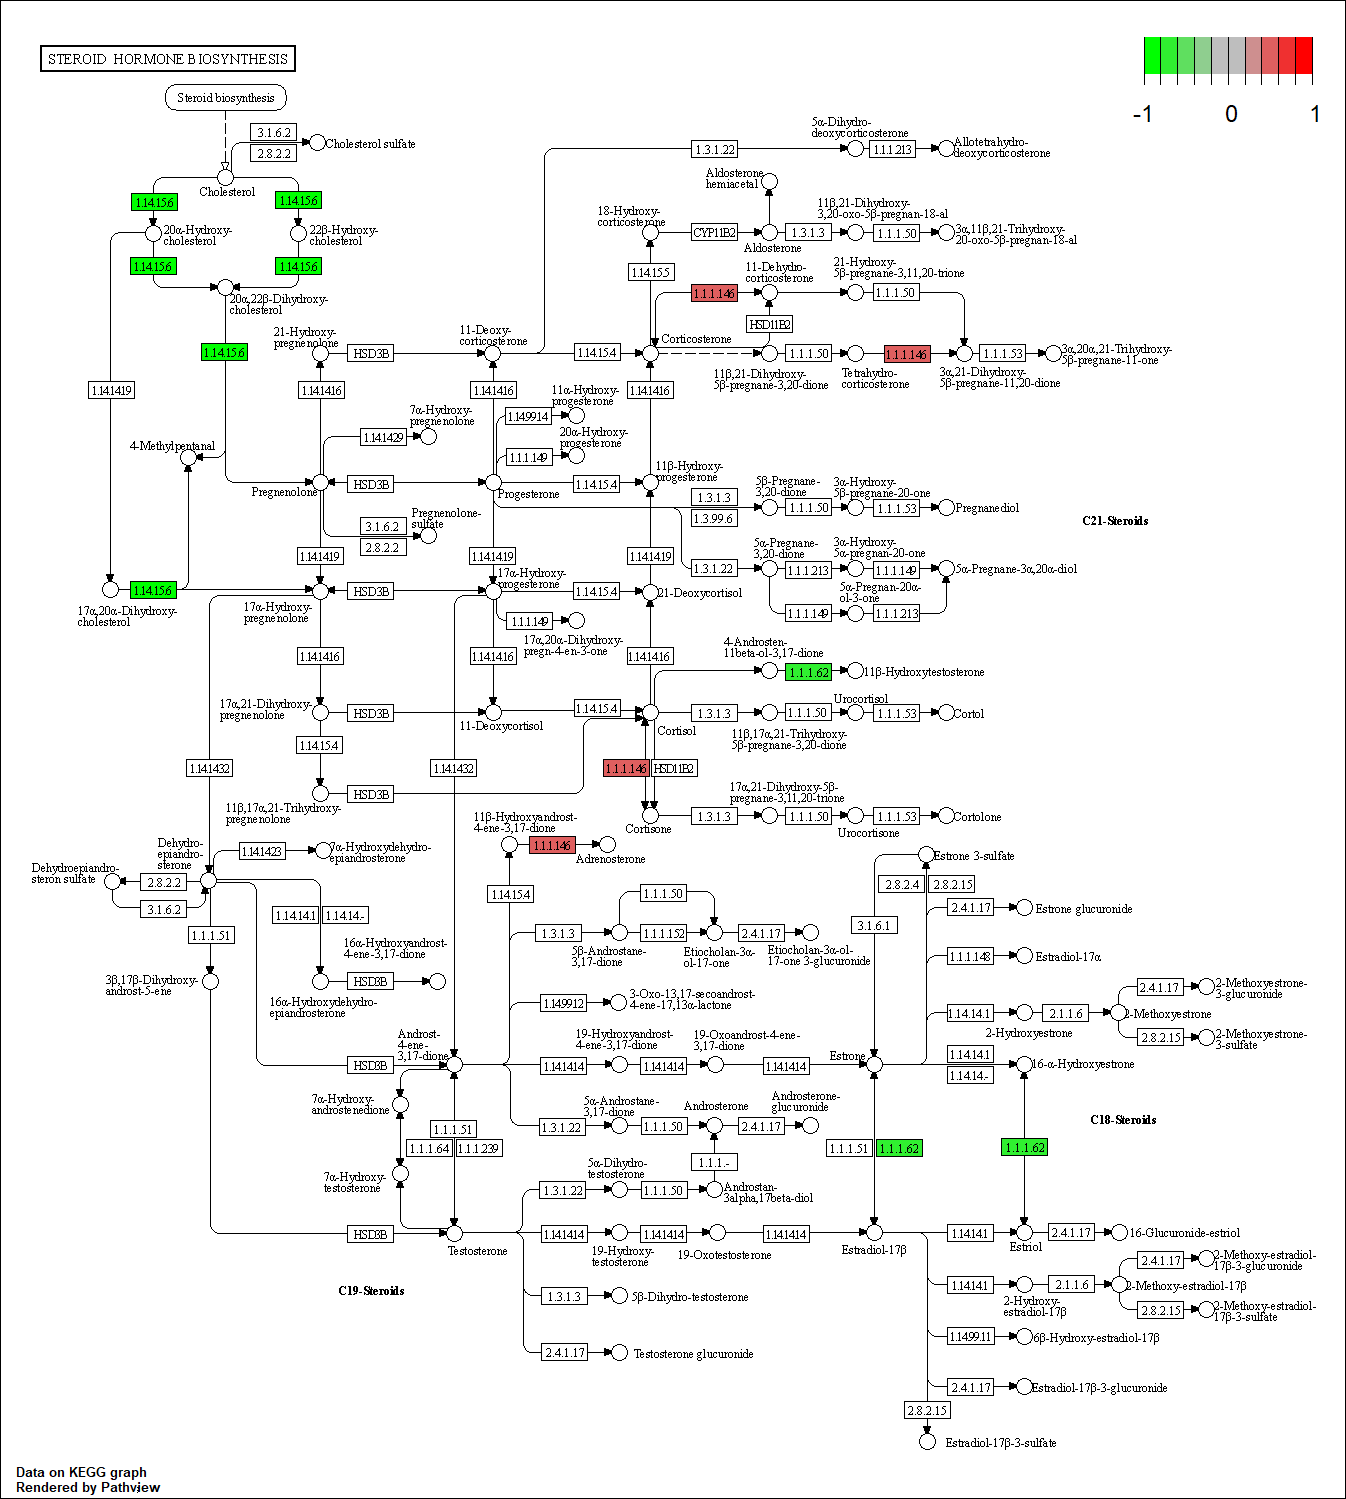 STEROID HORMONE BIOSYNTHESIS
-1
0
1
Steroid biosynthesis
3.1.6.2
2.8.2.2
Cholesterol sulfate
Cholesterol
1.14.15.6
1.14.15.6
20α-Hydroxy-
cholesterol
22β-Hydroxy-
cholesterol
1.14.15.6
1.14.15.6
20α,22β-Dihydroxy-
cholesterol
1.14.15.6
1.14.14.19
4-Methylpentanal
1.14.15.6
17α,20α-Dihydroxy-
cholesterol
5α-Dihydro-
deoxycorticosterone
1.3.1.22
1.1.1.213
Allotetrahydro-
deoxycorticosterone
Aldosterone
hemiacetal
18-Hydroxy-
corticosterone
CYP11B2
Aldosterone
11β,21-Dihydroxy-
3,20-oxo-5β-pregnan-18-al
1.3.1.3
1.1.1.50
3α,11β,21-Trihydroxy-
20-oxo-5β-pregnan-18-al
1.14.15.5
11-Dehydro-
corticosterone
21-Hydroxy-
5β-pregnane-3,11,20-trione
1.1.1.146
1.1.1.50
HSD11B2
21-Hydroxy-
pregnenolone
HSD3B
11-Deoxy-
corticosterone
1.14.15.4
Corticosterone
1.1.1.50
1.1.1.146
1.1.1.53
3α,20α,21-Trihydroxy-
5β-pregnane-11-one
11β,21-Dihydroxy-
5β-pregnane-3,20-dione
Tetrahydro-
corticosterone
3α,21-Dihydroxy-
5β-pregnane-11,20-dione
1.14.14.16
1.14.14.16
1.14.14.16
7α-Hydroxy-
pregnenolone
1.14.14.29
11α-Hydroxy-
progesterone
1.14.99.14
20α-Hydroxy-
progesterone
1.1.1.149
Pregnenolone
HSD3B
Progesterone
1.14.15.4
11β-Hydroxy-
progesterone
1.3.1.3
1.3.99.6
5β-Pregnane-
3,20-dione
1.1.1.50
3α-Hydroxy-
5β-pregnane-20-one
1.1.1.53
Pregnanediol
C21-Steroids
3.1.6.2
2.8.2.2
Pregnenolone-
sulfate
1.14.14.19
1.14.14.19
1.14.14.19
1.3.1.22
5α-Pregnane-
3,20-dione
1.1.1.213
3α-Hydroxy-
5α-pregnan-20-one
1.1.1.149
5α-Pregnane-3α,20α-diol
1.1.1.149
5α-Pregnan-20α-
ol-3-one
1.1.1.213
17α-Hydroxy-
pregnenolone
HSD3B
17α-Hydroxy-
progesterone
1.14.15.4
21-Deoxycortisol
1.1.1.149
17α,20α-Dihydroxy-
pregn-4-en-3-one
1.14.14.16
1.14.14.16
1.14.14.16
4-Androsten-
11beta-ol-3,17-dione
1.1.1.62
11β-Hydroxytestosterone
17α,21-Dihydroxy-
pregnenolone
HSD3B
11-Deoxycortisol
1.14.15.4
Cortisol
1.3.1.3
1.1.1.50
Urocortisol
1.1.1.53
Cortol
11β,17α,21-Trihydroxy-
5β-pregnane-3,20-dione
1.14.15.4
1.14.14.32
1.14.14.32
1.1.1.146
HSD11B2
11β,17α,21-Trihydroxy-
pregnenolone
HSD3B
17α,21-Dihydroxy-5β-
pregnane-3,11,20-trione
Cortisone
1.3.1.3
1.1.1.50
Urocortisone
1.1.1.53
Cortolone
11β-Hydroxyandrost-
4-ene-3,17-dione
1.1.1.146
Adrenosterone
Dehydro-
epiandro-
sterone
1.14.14.23
7α-Hydroxydehydro-
epiandrosterone
Dehydroepiandro-
steron sulfate
2.8.2.2
3.1.6.2
1.1.1.51
1.14.14.1
1.14.14.-
3β,17β-Dihydroxy-
androst-5-ene
16α-Hydroxyandrost-
4-ene-3,17-dione
HSD3B
16α-Hydroxydehydro-
epiandrosterone
1.14.15.4
1.1.1.50
1.3.1.3
5β-Androstane-
3,17-dione
1.1.1.152
Etiocholan-3α-
ol-17-one
2.4.1.17
Etiocholan-3α-ol-
17-one 3-glucuronide
1.14.99.12
3-Oxo-13,17-secoandrost-
4-ene-17,13α-lactone
Estrone 3-sulfate
2.8.2.4
2.8.2.15
3.1.6.1
2.4.1.17
Estrone glucuronide
1.1.1.148
Estradiol-17α
1.14.14.1
2-Hydroxyestrone
2.1.1.6
2-Methoxyestrone
2.4.1.17
2-Methoxyestrone-
3-glucuronide
2.8.2.15
2-Methoxyestrone-
3-sulfate
Androst-
4-ene-
3,17-dione
HSD3B
19-Hydroxyandrost-
4-ene-3,17-dione
1.14.14.14
1.14.14.14
19-Oxoandrost-4-ene-
3,17-dione
1.14.14.14
Estrone
1.14.14.1
1.14.14.-
16-α-Hydroxyestrone
7α-Hydroxy-
androstenedione
5α-Androstane-
3,17-dione
1.3.1.22
1.1.1.50
Androsterone
2.4.1.17
Androsterone-
glucuronide
C18-Steroids
1.1.1.51
1.1.1.64
1.1.1.239
1.1.1.51
1.1.1.62
1.1.1.62
7α-Hydroxy-
testosterone
1.1.1.-
5α-Dihydro-
testosterone
1.3.1.22
1.1.1.50
Androstan-
3alpha,17beta-diol
HSD3B
Testosterone
1.14.14.14
19-Hydroxy-
testosterone
1.14.14.14
19-Oxotestosterone
1.14.14.14
Estradiol-17β
1.14.14.1
Estriol
2.4.1.17
16-Glucuronide-estriol
C19-Steroids
1.3.1.3
5β-Dihydro-testosterone
2.4.1.17
Testosterone glucuronide
1.14.14.1
2-Hydroxy-
estradiol-17β
2.1.1.6
2-Methoxy-estradiol-17β
2.4.1.17
2-Methoxy-estradiol-
17β-3-glucuronide
2.8.2.15
2-Methoxy-estradiol-
17β-3-sulfate
1.14.99.11
6β-Hydroxy-estradiol-17β
2.4.1.17
Estradiol-17β-3-glucuronide
2.8.2.15
Estradiol-17β-3-sulfate
Data on KEGG graph
Rendered by Pathview